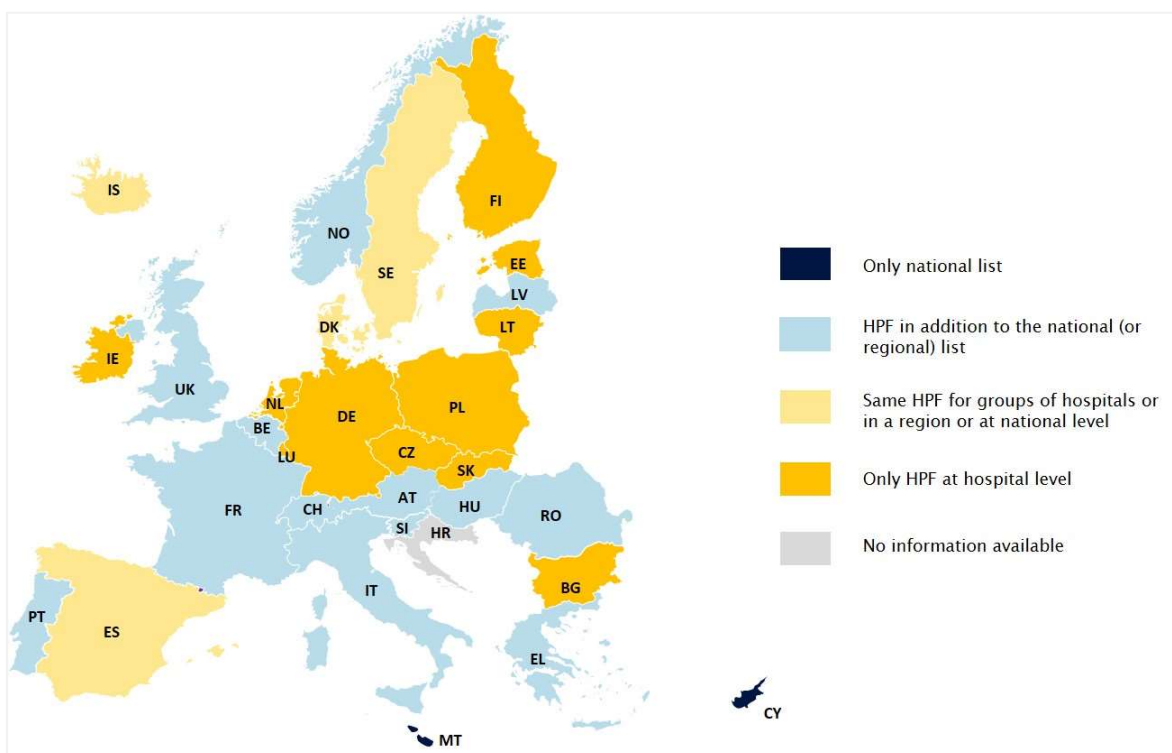 IS
FI
NO
SE
EE
LV
DK
LT
IE
UK
NL
DE
PL
BE
LU
CZ
SK
FR
CH
AT
HU
RO
SI
HR
BG
IT
PT
ES
EL
MT
CY
Only national list
HPF in addition to the national (or
regional) list
Same HPF for groups of hospitals or
in a region or at national level
Only HPF at hospital level
No information available